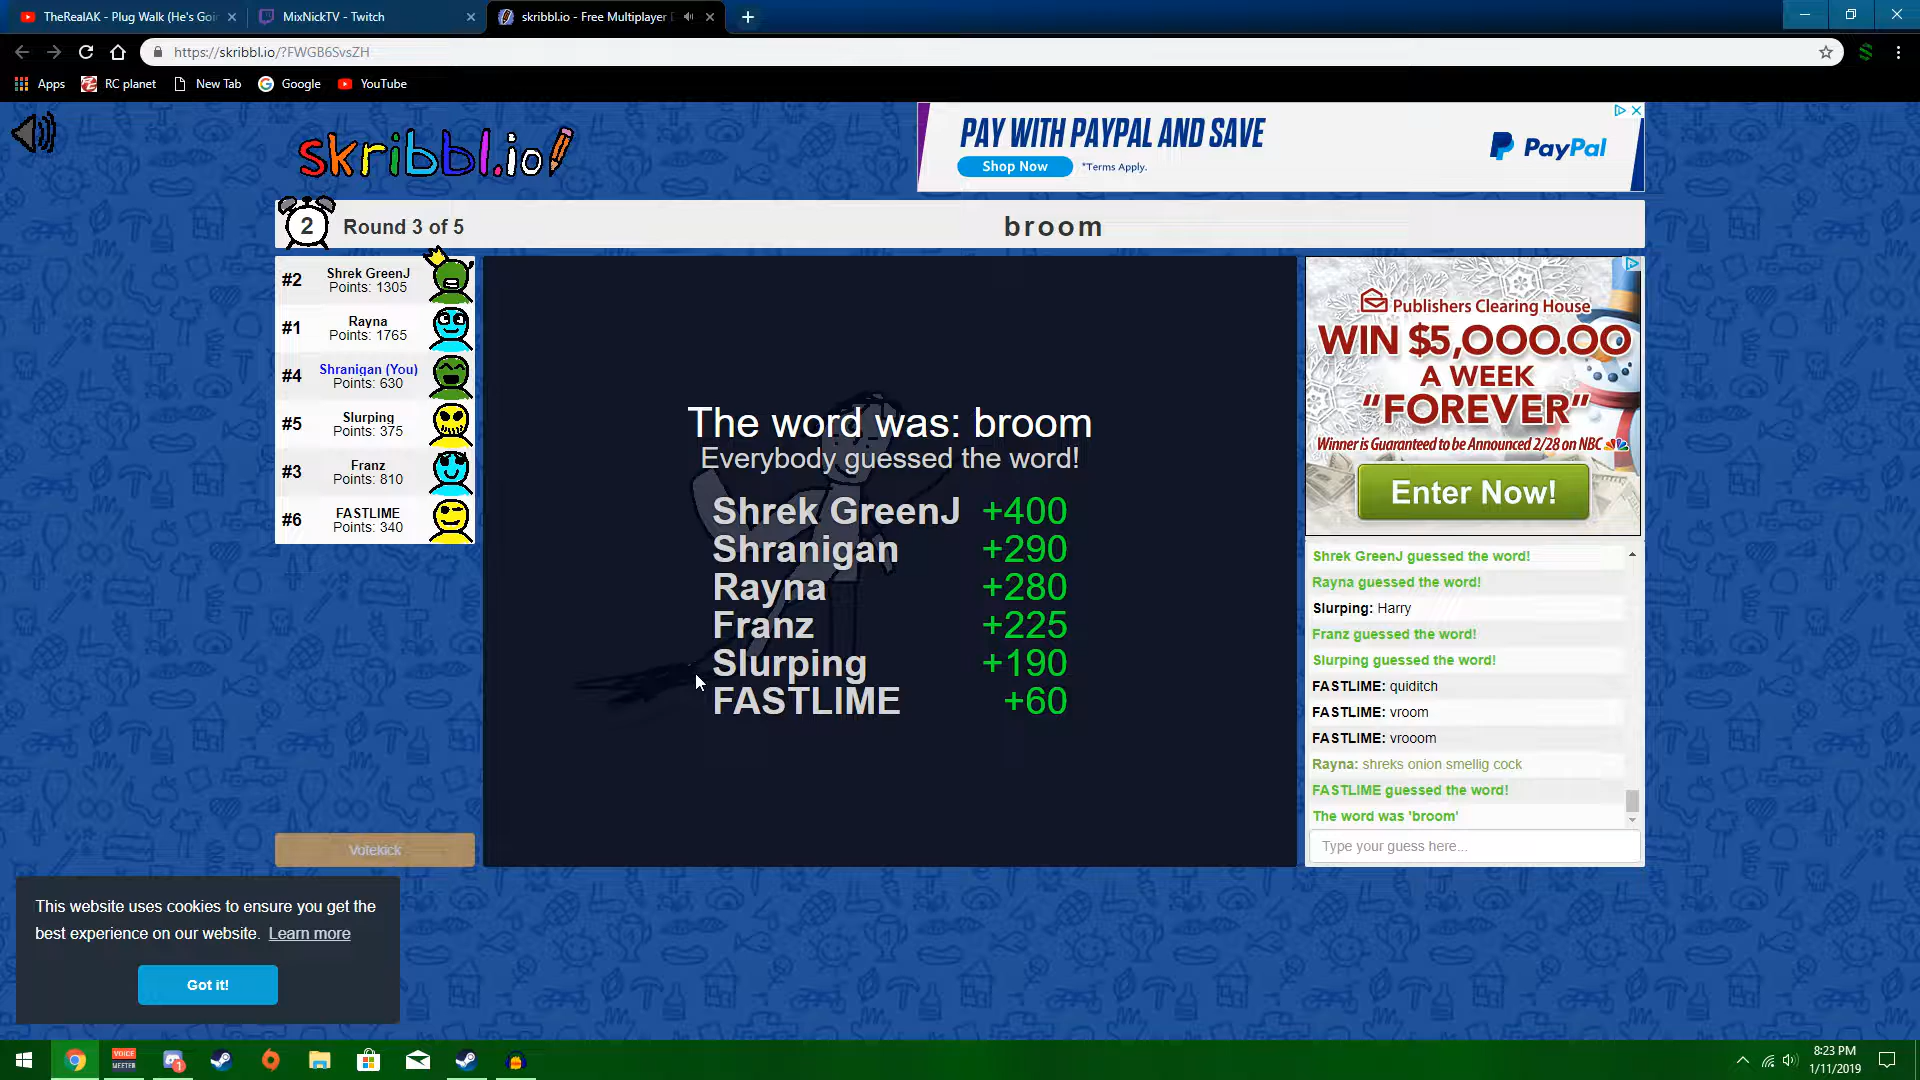 TheRealAK - Plug Walk (He's Goi
MixNickTV - Twitch
skribbl.io - Free Multiplayer
https://skribbl.io/?FWGB6SvsZH
Apps
RC planet
New Tab
Google
YouTube
skribbl.io
PAY WITH PAYPAL AND SAVE
Shop Now
*Terms Apply.
PayPal
2
Round 3 of 5
broom
#2
Shrek GreenJ
Points: 1305
#1
Rayna
Points: 1765
#4
Shranigan (You)
Points: 630
#5
Slurping
Points: 375
#3
Franz
Points: 810
#6
FASTLIME
Points: 340
Votekick
The word was: broom
Everybody guessed the word!
Shrek GreenJ +400
Shranigan +290
Rayna +280
Franz +225
Slurping +190
FASTLIME +60
Publishers Clearing House
WIN $5,000.00
A WEEK
“FOREVER”
Winner is Guaranteed to be Announced 2/28 on NBC
Enter Now!
Shrek GreenJ guessed the word!
Rayna guessed the word!
Slurping: Harry
Franz guessed the word!
Slurping guessed the word!
FASTLIME: quiditch
FASTLIME: vroom
FASTLIME: vrooom
Rayna: shreks onion smellig cock
FASTLIME guessed the word!
The word was 'broom'
Type your guess here...
This website uses cookies to ensure you get the
best experience on our website. Learn more
Got it!
VOICE
MEETER
1
8:23 PM
1/11/2019